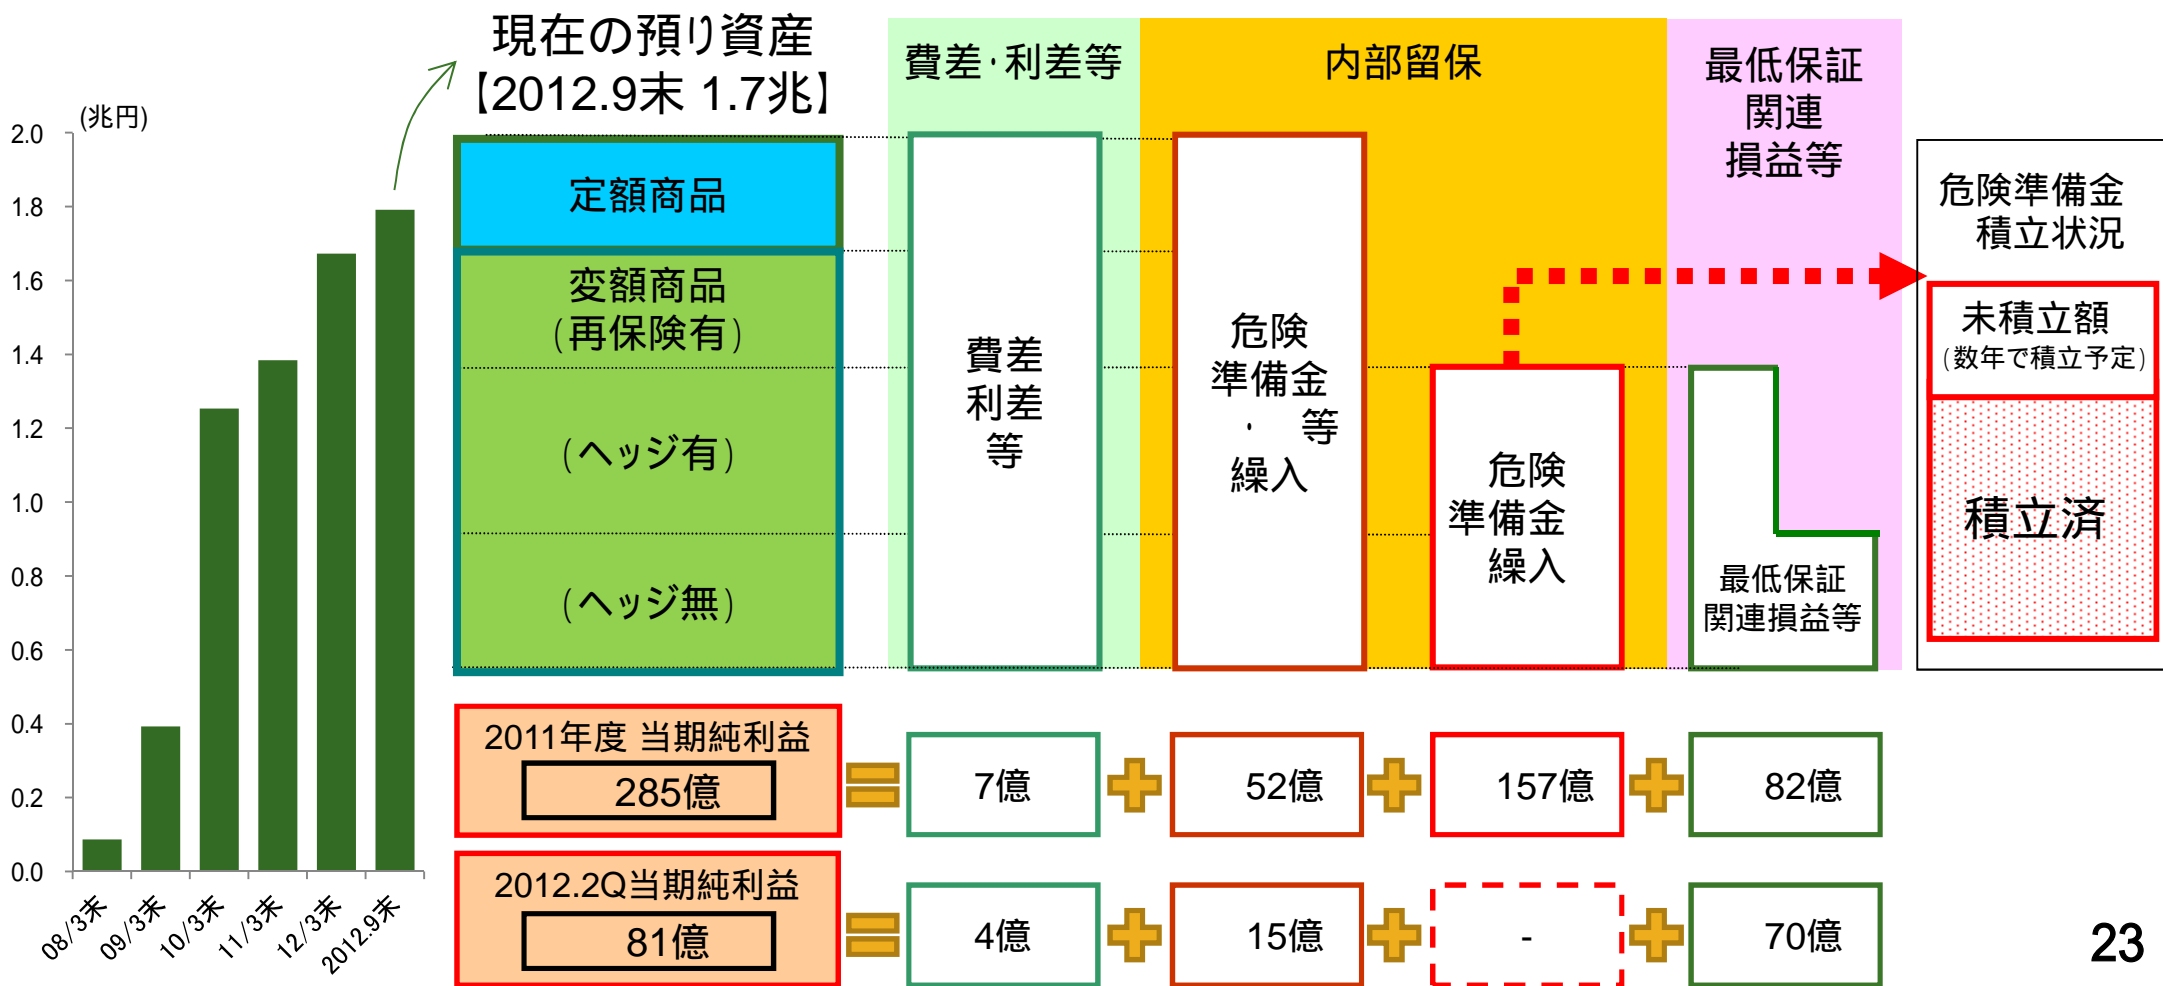 現在の預り資産
【2012.9末 1.7兆】
費差・利差等
内部留保
最低保証
関連
損益等
(兆円)
2.0
1.8
1.6
1.4
1.2
1.0
0.8
0.6
0.4
0.2
0.0
08/3末
09/3末
10/3末
11/3末
12/3末
2012.9末
定額商品
変額商品
(再保険有)
(ヘッジ有)
(ヘッジ無)
費差
利差
等
危険
準備金
・ 等
繰入
危険
準備金
繰入
最低保証
関連損益等
危険準備金
積立状況
未積立額
(数年で積立予定)
積立済
2011年度 当期純利益
285億
7億
52億
157億
82億
2012.2Q当期純利益
81億
4億
15億
-
70億
23